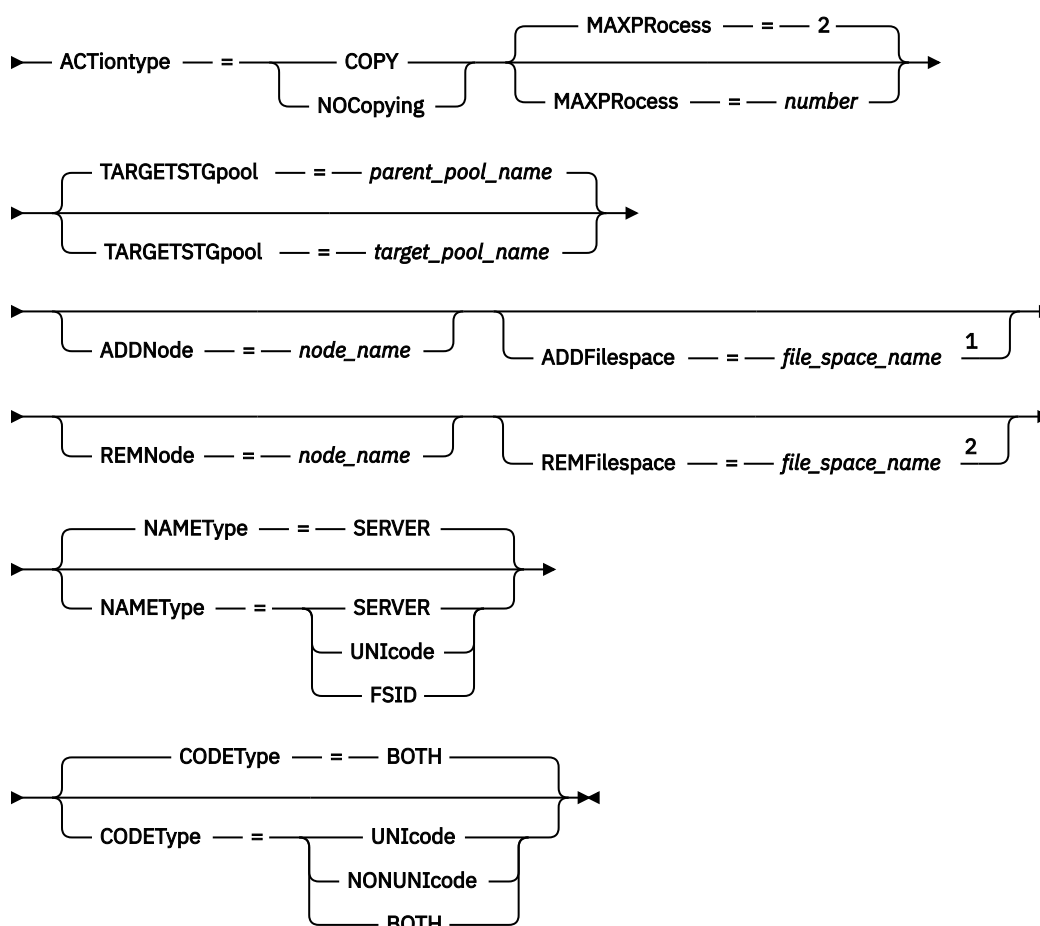 MAXPRocess = 2
ACTiontype = COPY
NOCopying
MAXPRocess = number
TARGETSTGpool = parent_pool_name
TARGETSTGpool = target_pool_name
ADDNode = node_name
ADDFilespace = file_space_name 1
REMNode = node_name
REMFilespace = file_space_name 2
NAMEType = SERVER
NAMEType = SERVER
UNIcode
FSID
CODEType = BOTH
CODEType = UNIcode
NONUNIcode
BOTH